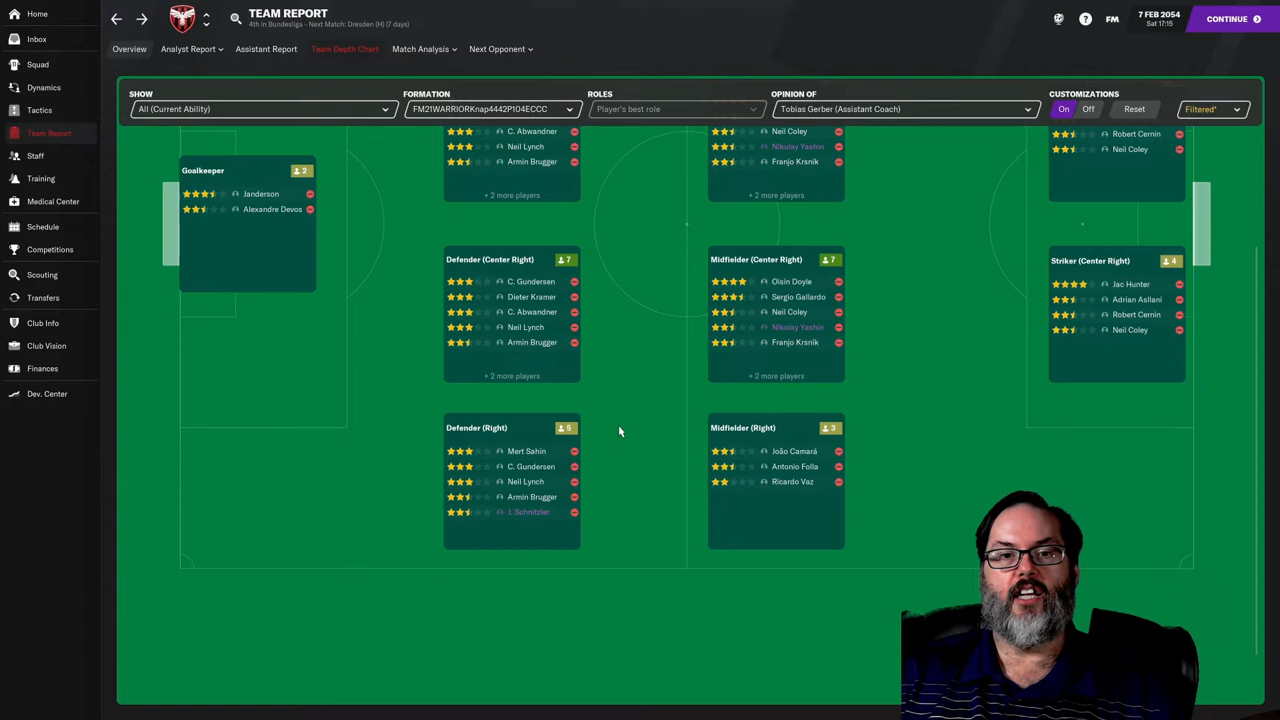 Home
TEAM REPORT
4th in Bundesliga - Next Match: Dresden (H) (7 days)
FM
7 FEB 2054
Sat 17:15
CONTINUE
Inbox
Squad
Dynamics
Tactics
Team Report
Staff
Training
Medical Center
Schedule
Competitions
Scouting
Transfers
Club Info
Club Vision
Finances
Dev. Center
Overview
Analyst Report
Assistant Report
Team Depth Chart
Match Analysis
Next Opponent
SHOW
All (Current Ability)
FORMATION
FM21WARRIORKnap4442P104ECCC
ROLES
Player's best role
OPINION OF
Tobias Gerber (Assistant Coach)
CUSTOMIZATIONS
On
Off
Reset
Filtered*
Goalkeeper
2
Janderson
Alexandre Devos
C. Abwandner
Neil Lynch
Armin Brugger
+ 2 more players
Neil Coley
Nikolay Yashin
Franjo Krsnik
+ 2 more players
Robert Cernin
Neil Coley
Defender (Center Right)
7
C. Gundersen
Dieter Kramer
C. Abwandner
Neil Lynch
Armin Brugger
+ 2 more players
Midfielder (Center Right)
7
Oisin Doyle
Sergio Gallardo
Neil Coley
Nikolay Yashin
Franjo Krsnik
+ 2 more players
Striker (Center Right)
4
Jac Hunter
Adrian Asllani
Robert Cernin
Neil Coley
Defender (Right)
5
Mert Sahin
C. Gundersen
Neil Lynch
Armin Brugger
J. Schnitzler
Midfielder (Right)
3
João Camará
Antonio Folla
Ricardo Vaz